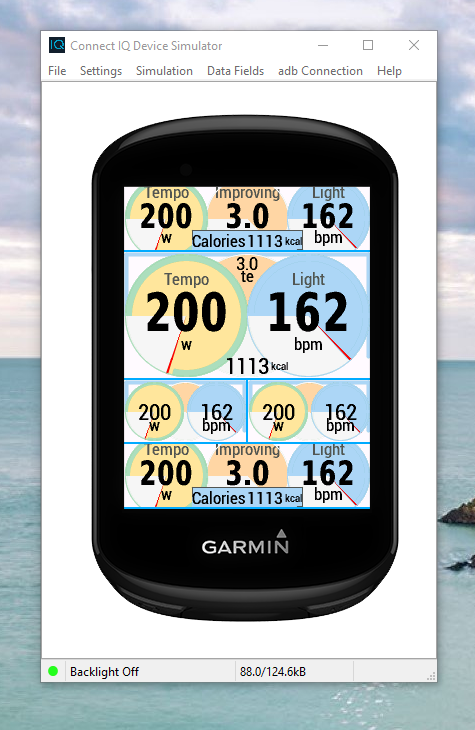 IQ Connect IQ Device Simulator
File Settings Simulation Data Fields adb Connection Help
Tempo Improving Light
200 3.0 162
w bpm
Calories 1113 kcal
3.0
te
Tempo Light
200 162
w bpm
1113 kcal
200 162 200 162
w bpm w bpm
Tempo Improving Light
200 3.0 162
w bpm
Calories 1113 kcal
GARMIN
Backlight Off 88.0/124.6kB